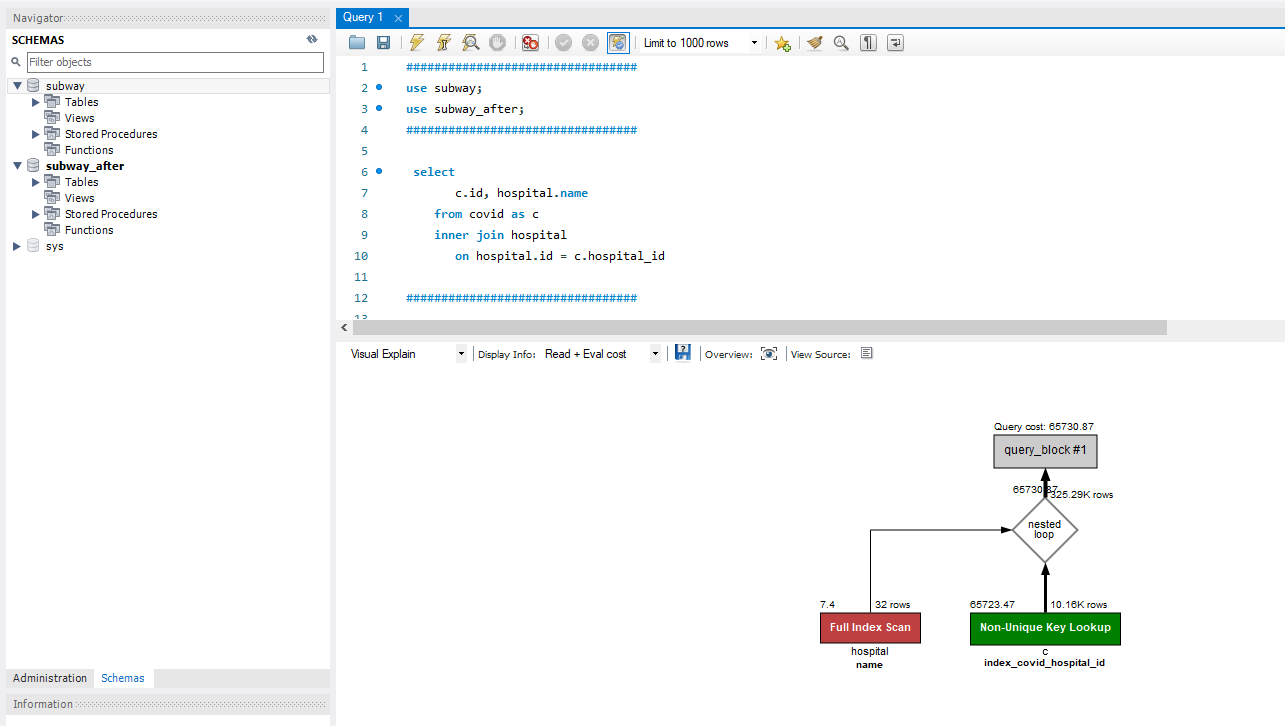 Navigator
SCHEMAS
Filter objects
subway
Tables
Views
Stored Procedures
Functions
subway_after
Tables
Views
Stored Procedures
Functions
sys
Administration Schemas
Information
Query 1
Limit to 1000 rows
1 #################################
2 use subway;
3 use subway_after;
4 #################################
5
6 select
7 c.id, hospital.name
8 from covid as c
9 inner join hospital
10 on hospital.id = c.hospital_id
11
12 #################################
Visual Explain Display Info: Read + Eval cost Overview: View Source:
Query cost: 65730.87
query_block #1
65730.87 325.29K rows
nested
loop
7.4 32 rows 65723.47 10.16K rows
Full Index Scan Non-Unique Key Lookup
hospital c
name index_covid_hospital_id